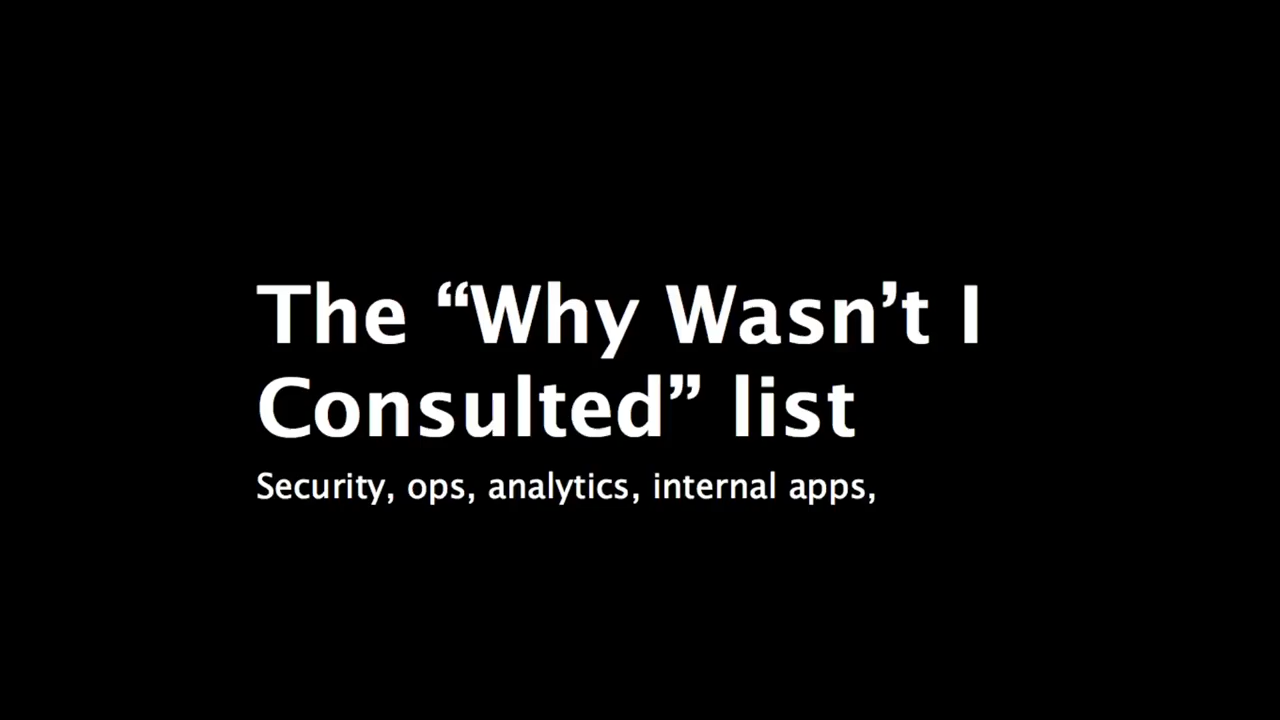 The “Why Wasn’t I
Consulted” list
Security, ops, analytics, internal apps,